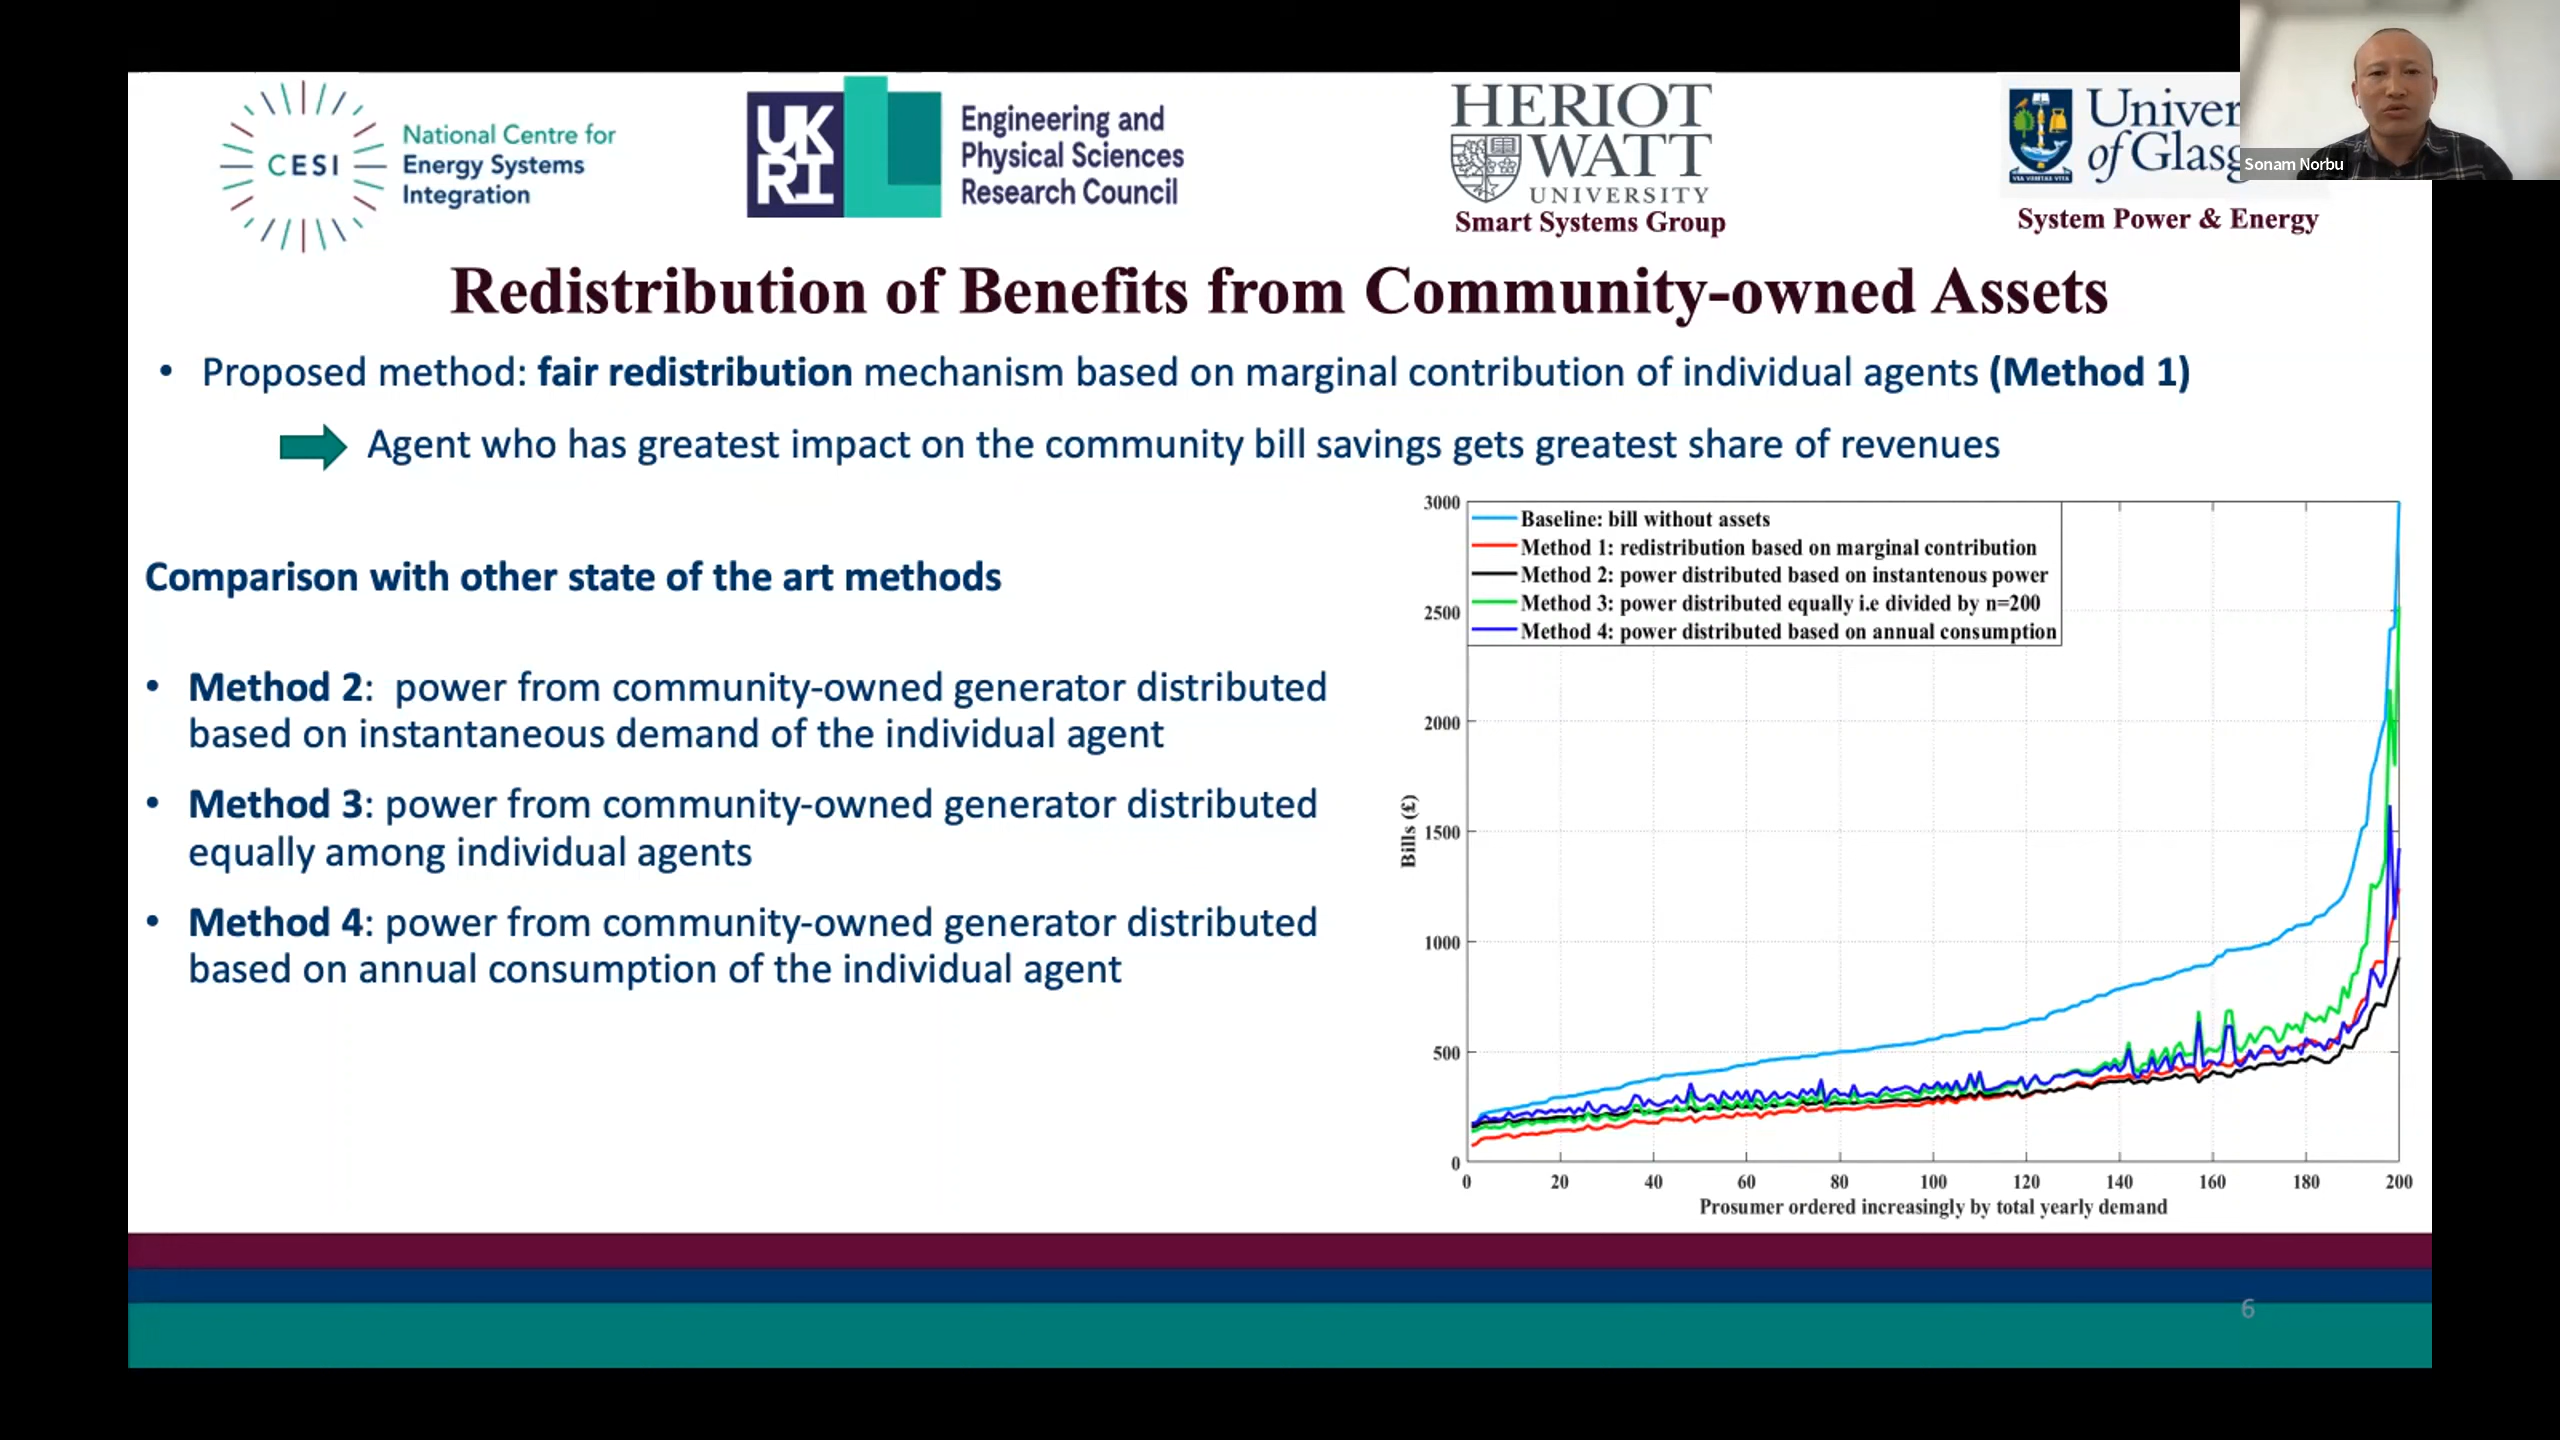 CESI
National Centre for
Energy Systems
Integration
UK
RI
Engineering and
Physical Sciences
Research Council
HERIOT
WATT
UNIVERSITY
Smart Systems Group
of
System Power & Energy
Sonam Norbu
Redistribution of Benefits from Community-owned Assets
• Proposed method: fair redistribution mechanism based on marginal contribution of individual agents (Method 1)
Agent who has greatest impact on the community bill savings gets greatest share of revenues
Comparison with other state of the art methods
• Method 2: power from community-owned generator distributed
based on instantaneous demand of the individual agent
• Method 3: power from community-owned generator distributed
equally among individual agents
• Method 4: power from community-owned generator distributed
based on annual consumption of the individual agent
Baseline: bill without assets
Method 1: redistribution based on marginal contribution
Method 2: power distributed based on instantenous power
Method 3: power distributed equally i.e divided by n=200
Method 4: power distributed based on annual consumption
3000
2500
2000
1500
1000
500
0
Bills (£)
0 20 40 60 80 100 120 140 160 180 200
Prosumer ordered increasingly by total yearly demand
6